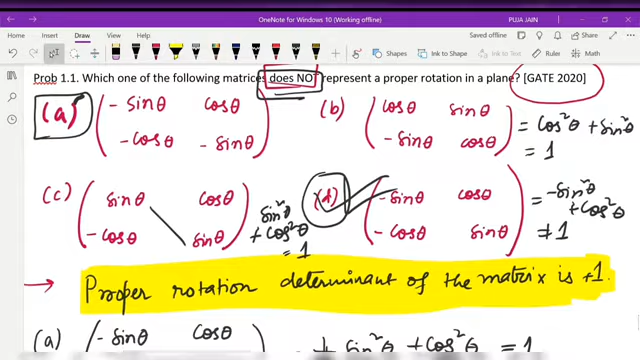 OneNote for Windows 10 (Working offline)
PUJA JAIN
Home Insert Draw View Help Working offline Share
Shapes Ink to Shape Ink to Text
Prob 1.1. Which one of the following matrices does NOT represent a proper rotation in a plane? [GATE 2020]
(a) - sinθ cosθ
- cosθ - sinθ
(b) cosθ sinθ
- sinθ cosθ
= cos²θ + sin²θ
= 1
(c) sinθ cosθ
- cosθ sinθ
sin²θ
+ cos²θ
= 1
(d) - sinθ cosθ
- cosθ sinθ
= - sin²θ
+ cos²θ
≠ 1
→ Proper rotation determinant of the matrix is +1.
(a) - sinθ cosθ
+ sin²θ + cos²θ = 1